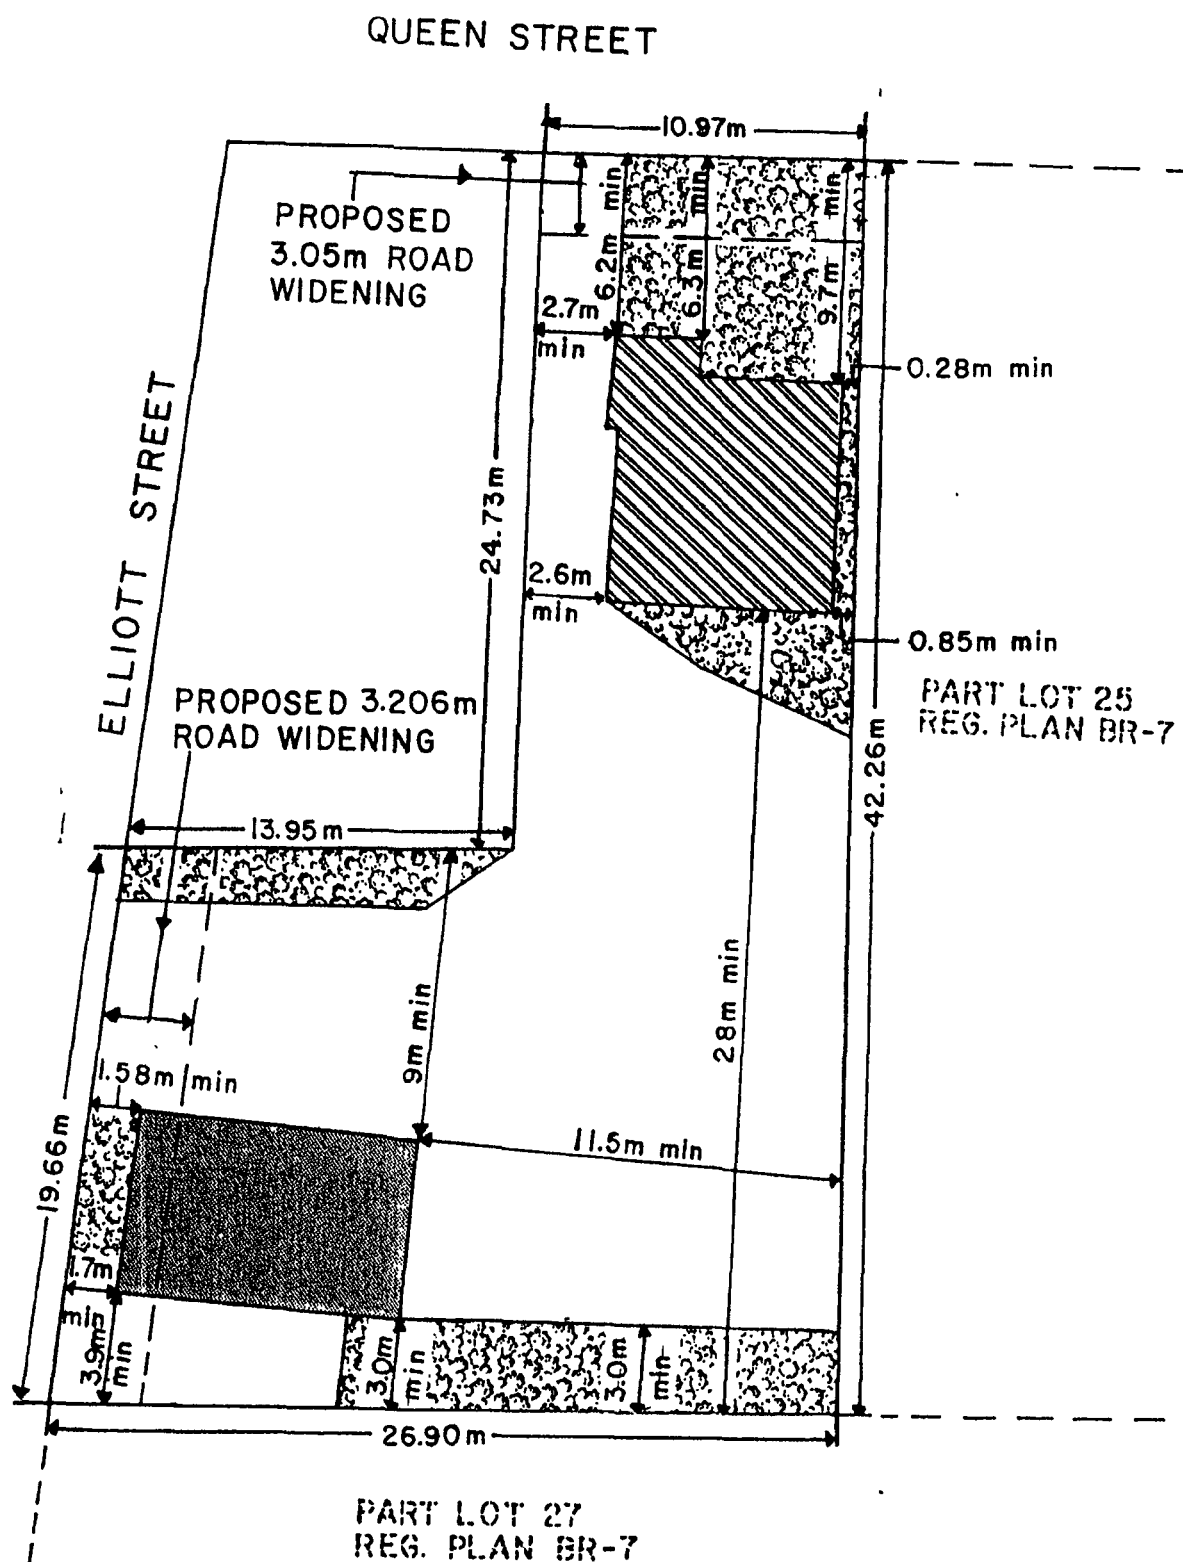 QUEEN STREET
10.97m
PROPOSED
3.05m ROAD
WIDENING
6.2m min
6.3m min
9.7m min
2.7m
min
0.28m min
ELLIOTT STREET
24.73m
2.6m
min
0.85m min
PART LOT 25
REG. PLAN BR-7
PROPOSED 3.206m
ROAD WIDENING
42.26m
13.95m
9m min
28m min
1.58m min
11.5m min
19.66m
1.7m
min
3.9m
min
3.0m
min
3.0m
min
26.90m
PART LOT 27
REG. PLAN BR-7